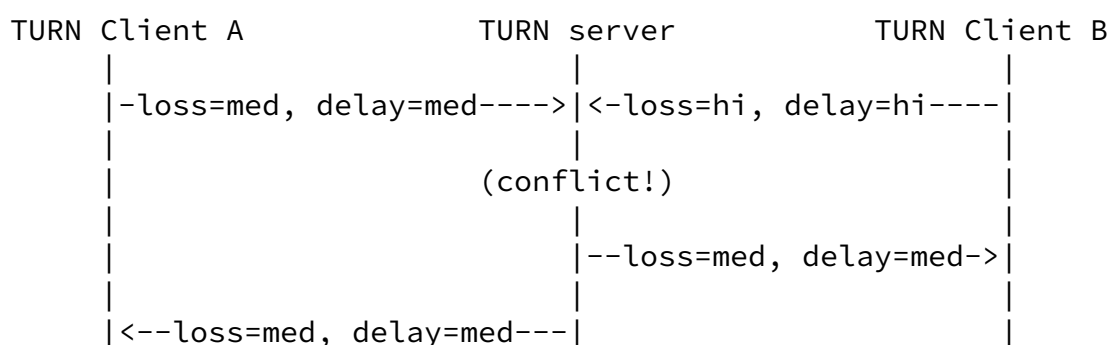 TURN Client A TURN server TURN Client B
| | |
|-loss=med, delay=med---->|<-loss=hi, delay=hi----|
| | |
| (conflict!) |
| | |
| |--loss=med, delay=med->|
| | |
|<--loss=med, delay=med---| |